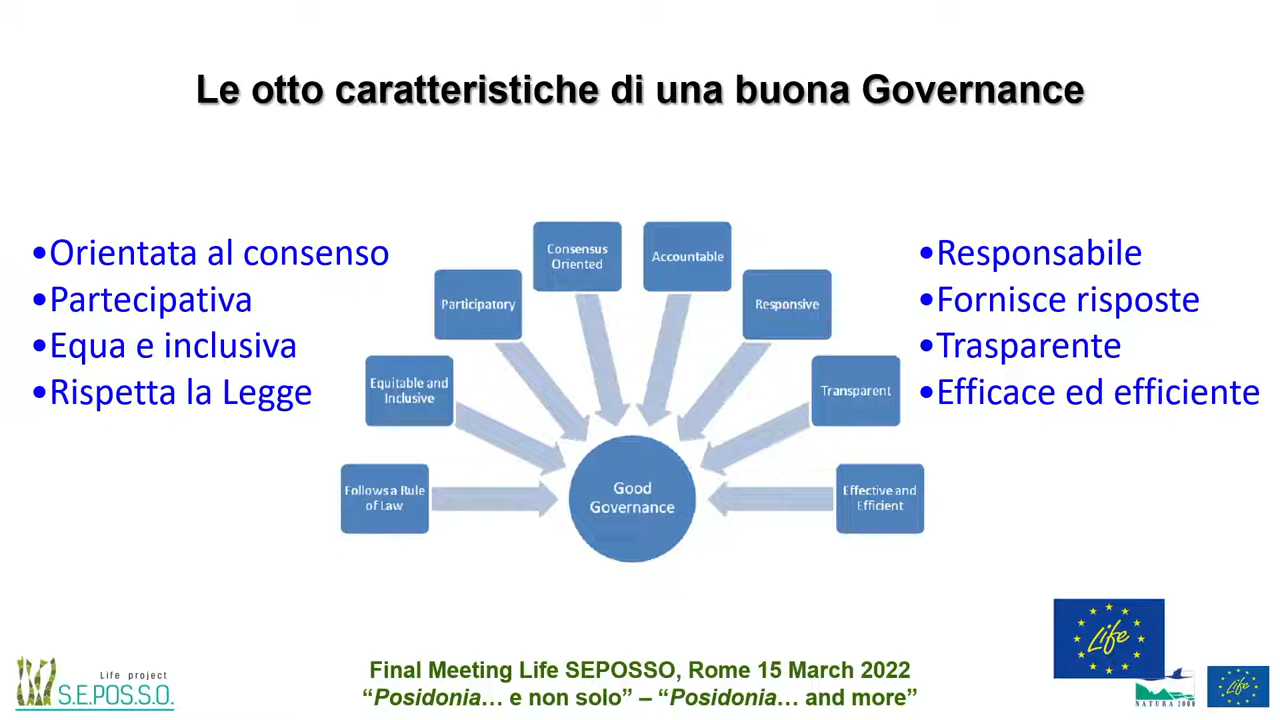 Le otto caratteristiche di una buona Governance
•Orientata al consenso
•Partecipativa
•Equa e inclusiva
•Rispetta la Legge
Consensus
Oriented
Accountable
Participatory
Responsive
Equitable and
Inclusive
Transparent
Follows a Rule
of Law
Good
Governance
Effective and
Efficient
•Responsabile
•Fornisce risposte
•Trasparente
•Efficace ed efficiente
Life project
S.E.POS.S.O.
Final Meeting Life SEPOSSO, Rome 15 March 2022
“Posidonia… e non solo” – “Posidonia… and more”
Life
NATURA 2000
Life